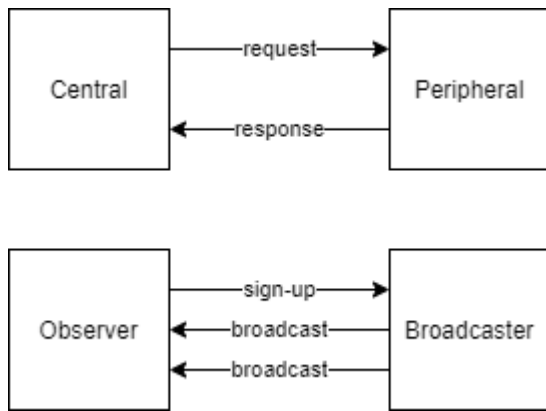 request
Central
Peripheral
response
sign-up
Observer
broadcast
Broadcaster
broadcast